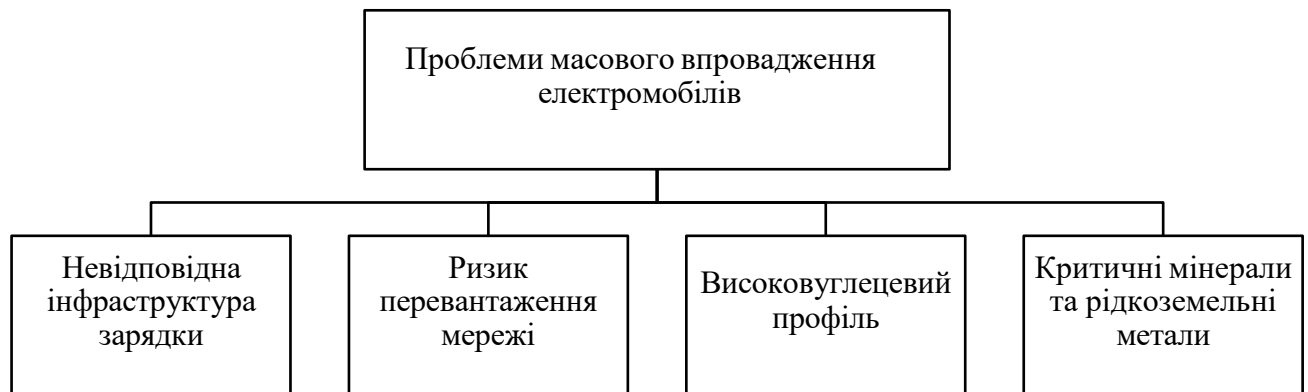 Проблеми масового впровадження
електромобілів
Невідповідна
інфраструктура
зарядки
Ризик
перевантаження
мережі
Високовуглецевий
профіль
Критичні мінерали
та рідкоземельні
метали